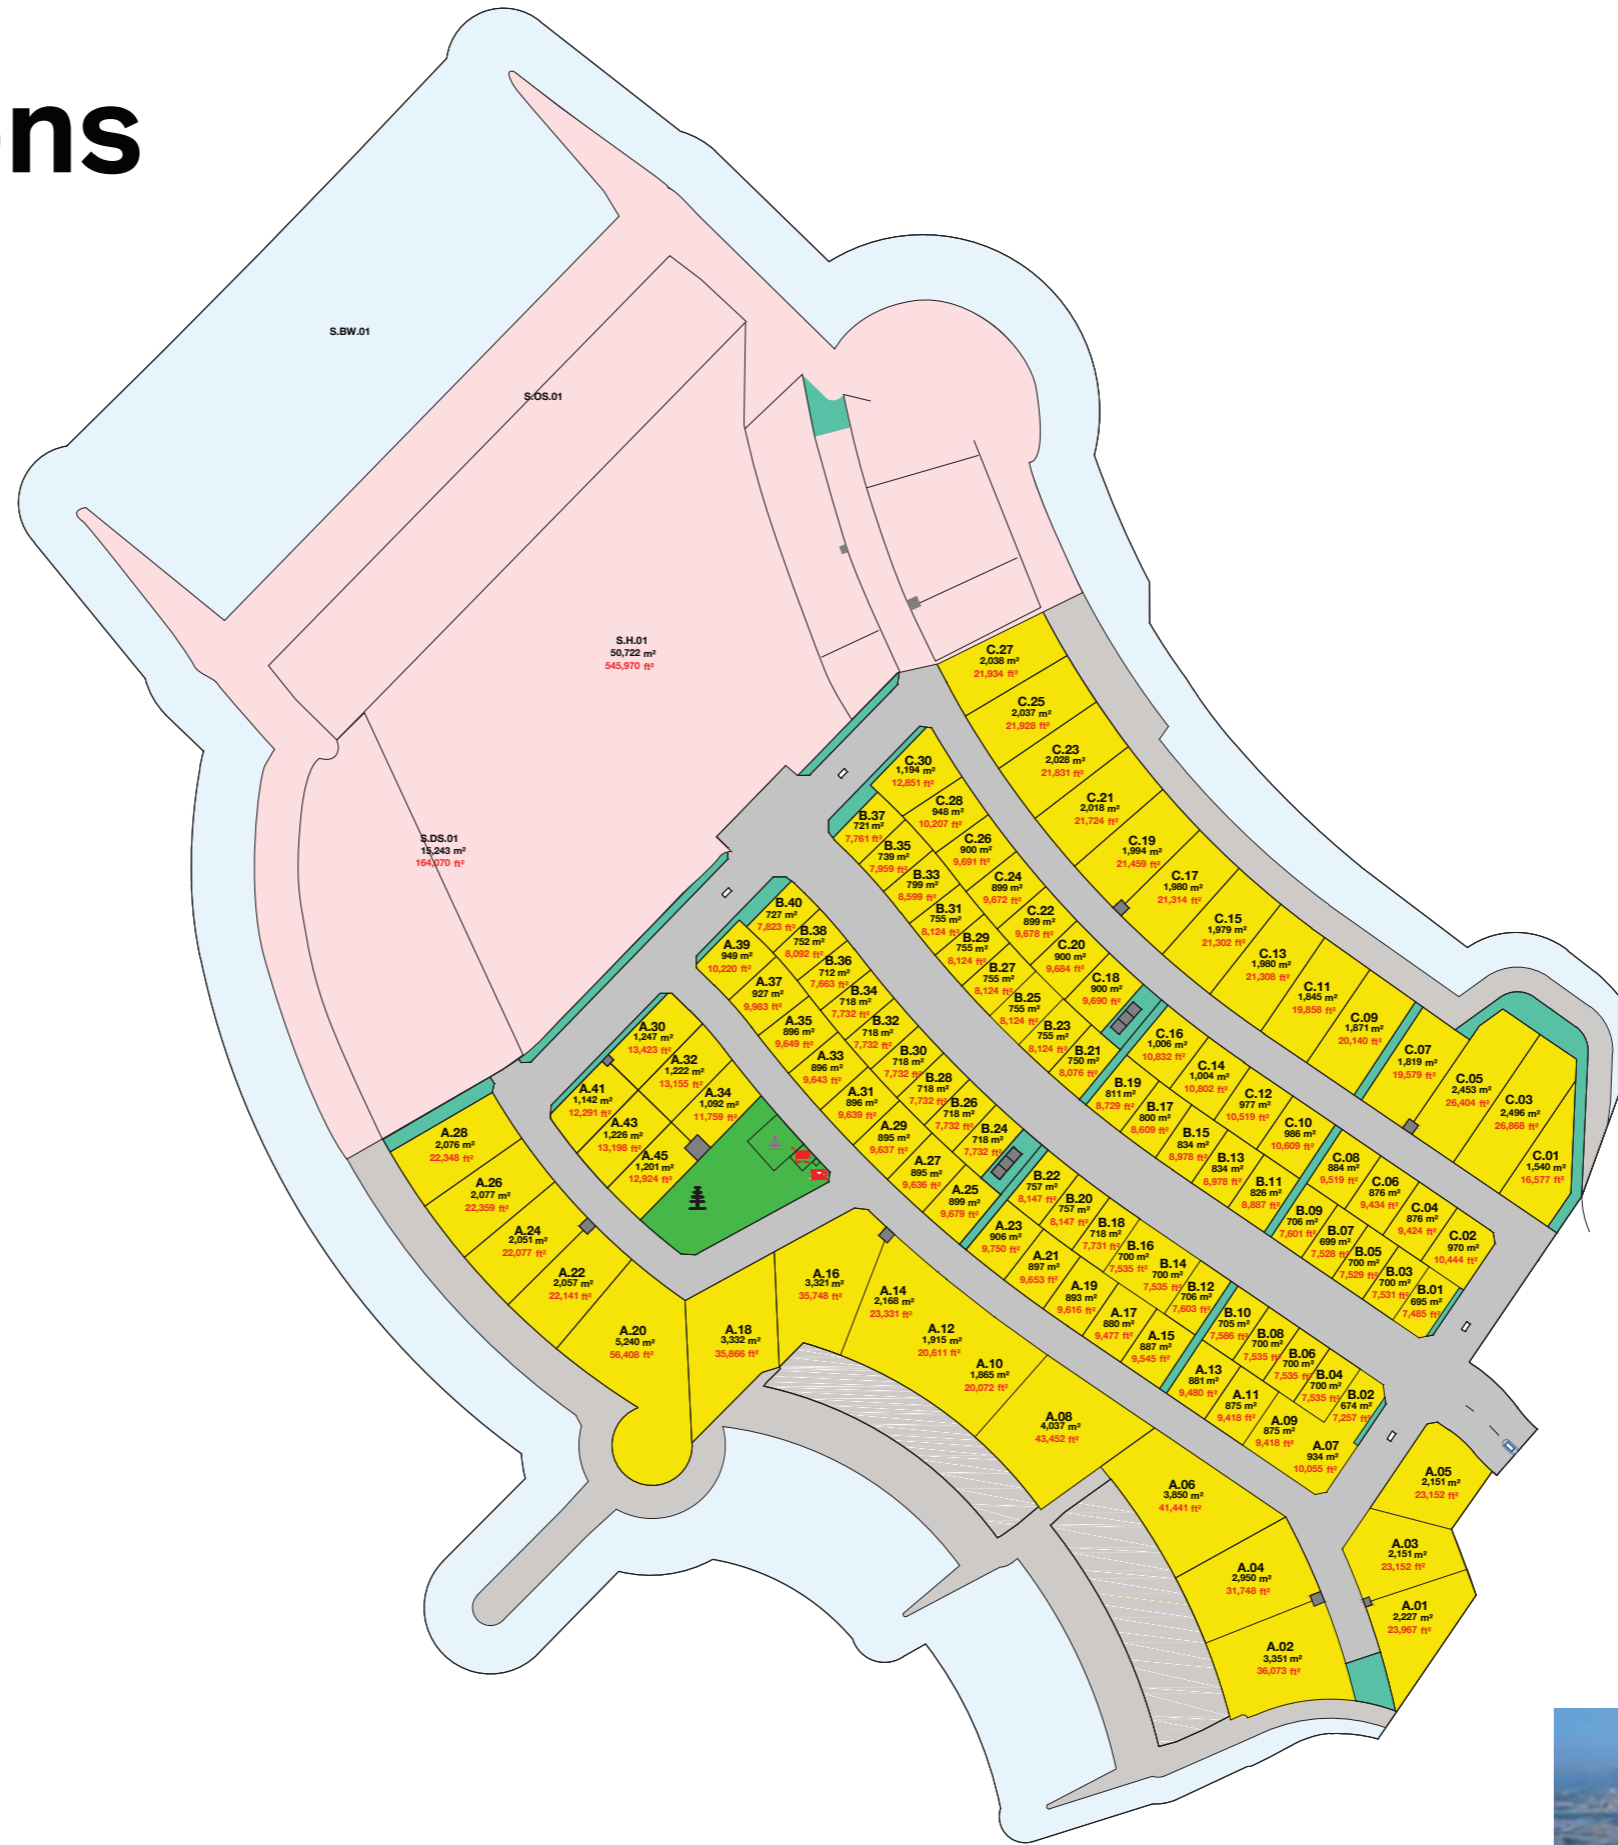 ns
S.BW.01
S.OS.01
S.H.01
50,722 m²
545,970 ft²
S.DS.01
15,243 m²
164,070 ft²
C.27
2,038 m²
21,934 ft²
C.25
2,037 m²
21,928 ft²
C.23
2,028 m²
21,831 ft²
C.21
2,018 m²
21,724 ft²
C.19
1,994 m²
21,459 ft²
C.17
1,980 m²
21,314 ft²
C.15
1,979 m²
21,302 ft²
C.13
1,980 m²
21,308 ft²
C.11
1,845 m²
19,858 ft²
C.09
1,871 m²
20,140 ft²
C.07
1,819 m²
19,579 ft²
C.05
2,453 m²
26,404 ft²
C.03
2,496 m²
26,868 ft²
C.01
1,540 m²
16,577 ft²
C.30
1,194 m²
12,851 ft²
C.28
948 m²
10,207 ft²
C.26
900 m²
9,691 ft²
C.24
899 m²
9,672 ft²
C.22
899 m²
9,678 ft²
C.20
900 m²
9,684 ft²
C.18
900 m²
9,690 ft²
C.16
1,006 m²
10,832 ft²
C.14
1,004 m²
10,802 ft²
C.12
977 m²
10,519 ft²
C.10
986 m²
10,609 ft²
C.08
884 m²
9,519 ft²
C.06
876 m²
9,434 ft²
C.04
876 m²
9,424 ft²
C.02
970 m²
10,444 ft²
B.37
721 m²
7,761 ft²
B.35
739 m²
7,959 ft²
B.33
799 m²
8,599 ft²
B.31
755 m²
8,124 ft²
B.29
755 m²
8,124 ft²
B.27
755 m²
8,124 ft²
B.25
755 m²
8,124 ft²
B.23
755 m²
8,124 ft²
B.21
750 m²
8,076 ft²
B.19
811 m²
8,729 ft²
B.17
800 m²
8,609 ft²
B.15
834 m²
8,978 ft²
B.13
834 m²
8,978 ft²
B.11
826 m²
8,887 ft²
B.09
706 m²
7,601 ft²
B.07
699 m²
7,528 ft²
B.05
700 m²
7,529 ft²
B.03
700 m²
7,531 ft²
B.01
695 m²
7,485 ft²
B.40
727 m²
7,823 ft²
B.38
752 m²
8,092 ft²
B.36
712 m²
7,663 ft²
B.34
718 m²
7,732 ft²
B.32
718 m²
7,732 ft²
B.30
718 m²
7,732 ft²
B.28
718 m²
7,732 ft²
B.26
718 m²
7,732 ft²
B.24
718 m²
7,732 ft²
B.22
757 m²
8,147 ft²
B.20
757 m²
8,147 ft²
B.18
718 m²
7,731 ft²
B.16
700 m²
7,535 ft²
B.14
700 m²
7,535 ft²
B.12
706 m²
7,603 ft²
B.10
705 m²
7,586 ft²
B.08
700 m²
7,535 ft²
B.06
700 m²
7,535 ft²
B.04
700 m²
7,535 ft²
B.02
674 m²
7,257 ft²
A.39
949 m²
10,220 ft²
A.37
927 m²
9,983 ft²
A.35
896 m²
9,649 ft²
A.33
896 m²
9,643 ft²
A.31
896 m²
9,639 ft²
A.29
895 m²
9,637 ft²
A.27
895 m²
9,636 ft²
A.25
899 m²
9,679 ft²
A.23
906 m²
9,750 ft²
A.21
897 m²
9,653 ft²
A.19
893 m²
9,616 ft²
A.17
880 m²
9,477 ft²
A.15
887 m²
9,545 ft²
A.13
881 m²
9,480 ft²
A.11
875 m²
9,418 ft²
A.09
875 m²
9,418 ft²
A.07
934 m²
10,055 ft²
A.30
1,247 m²
13,423 ft²
A.32
1,222 m²
13,155 ft²
A.34
1,092 m²
11,759 ft²
A.41
1,142 m²
12,291 ft²
A.43
1,226 m²
13,198 ft²
A.45
1,201 m²
12,924 ft²
A.28
2,076 m²
22,348 ft²
A.26
2,077 m²
22,359 ft²
A.24
2,051 m²
22,077 ft²
A.22
2,057 m²
22,141 ft²
A.20
5,240 m²
56,408 ft²
A.18
3,332 m²
35,866 ft²
A.16
3,321 m²
35,748 ft²
A.14
2,168 m²
23,331 ft²
A.12
1,915 m²
20,611 ft²
A.10
1,865 m²
20,072 ft²
A.08
4,037 m²
43,452 ft²
A.06
3,850 m²
41,441 ft²
A.04
2,950 m²
31,748 ft²
A.02
3,351 m²
36,073 ft²
A.05
2,151 m²
23,152 ft²
A.03
2,151 m²
23,152 ft²
A.01
2,227 m²
23,967 ft²